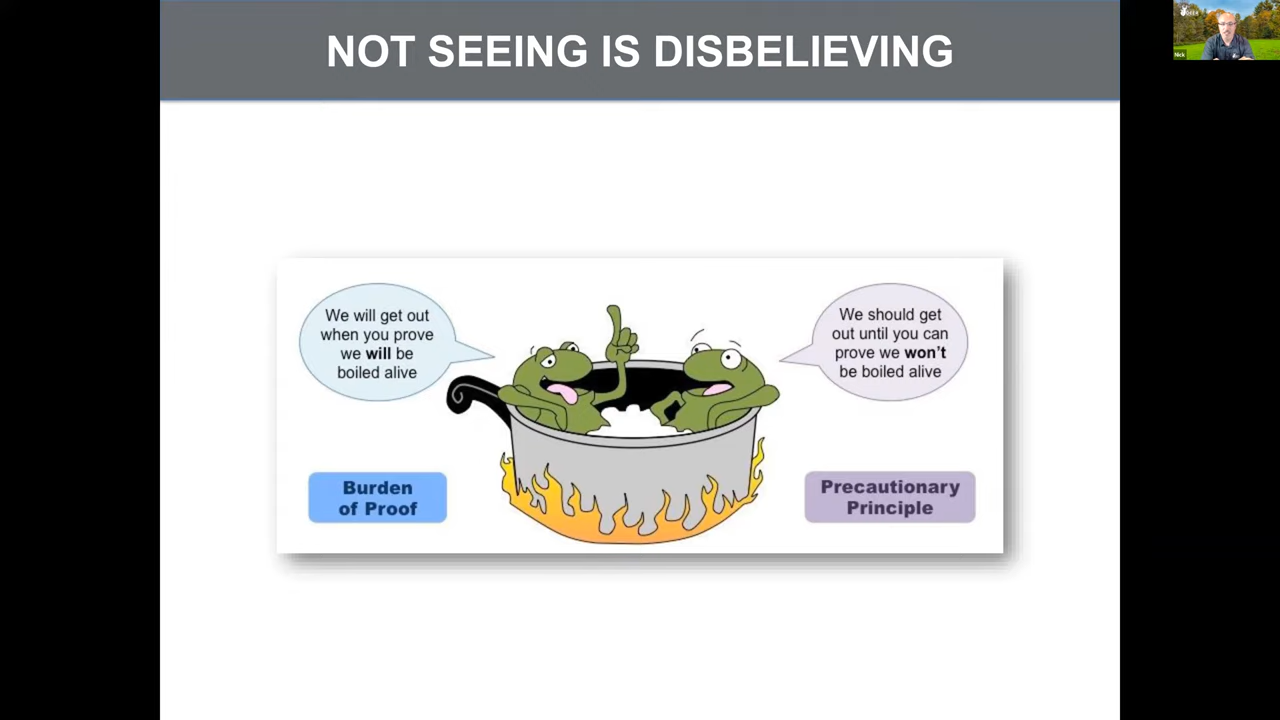 NOT SEEING IS DISBELIEVING
We will get out
when you prove
we will be
boiled alive
We should get
out until you can
prove we won't
be boiled alive
Burden
of Proof
Precautionary
Principle
Nick